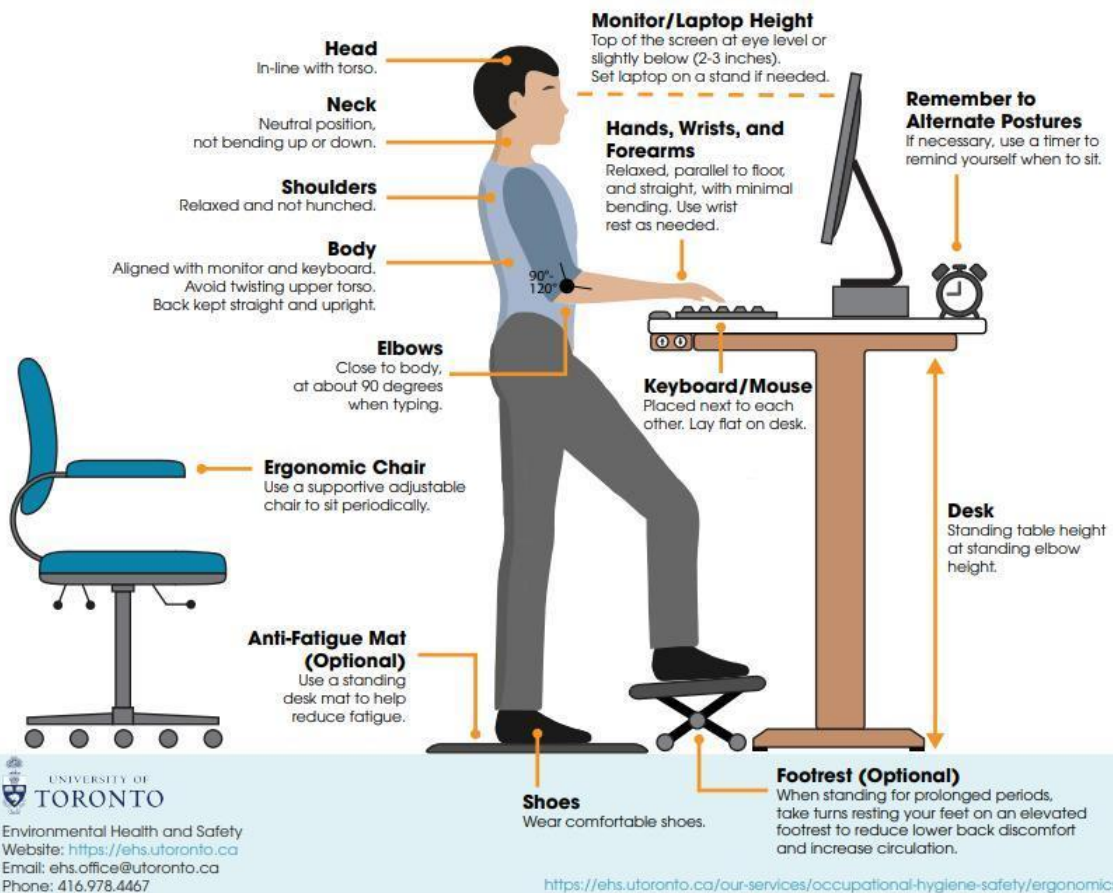 Head
In-line with torso.
Neck
Neutral position,
not bending up or down.
Shoulders
Relaxed and not hunched.
Body
Aligned with monitor and keyboard.
Avoid twisting upper torso.
Back kept straight and upright.
Elbows
Close to body,
at about 90 degrees
when typing.
90°-
120°
Monitor/Laptop Height
Top of the screen at eye level or
slightly below (2-3 inches).
Set laptop on a stand if needed.
Hands, Wrists, and
Forearms
Relaxed, parallel to floor,
and straight, with minimal
bending. Use wrist
rest as needed.
Remember to
Alternate Postures
If necessary, use a timer to
remind yourself when to sit.
Keyboard/Mouse
Placed next to each
other. Lay flat on desk.
Ergonomic Chair
Use a supportive adjustable
chair to sit periodically.
Desk
Standing table height
at standing elbow
height.
Anti-Fatigue Mat
(Optional)
Use a standing
desk mat to help
reduce fatigue.
Shoes
Wear comfortable shoes.
Footrest (Optional)
When standing for prolonged periods,
take turns resting your feet on an elevated
footrest to reduce lower back discomfort
and increase circulation.
UNIVERSITY OF
TORONTO
Environmental Health and Safety
Website: https://ehs.utoronto.ca
Email: ehs.office@utoronto.ca
Phone: 416.978.4467
https://ehs.utoronto.ca/our-services/occupational-hygiene-safety/ergonomic